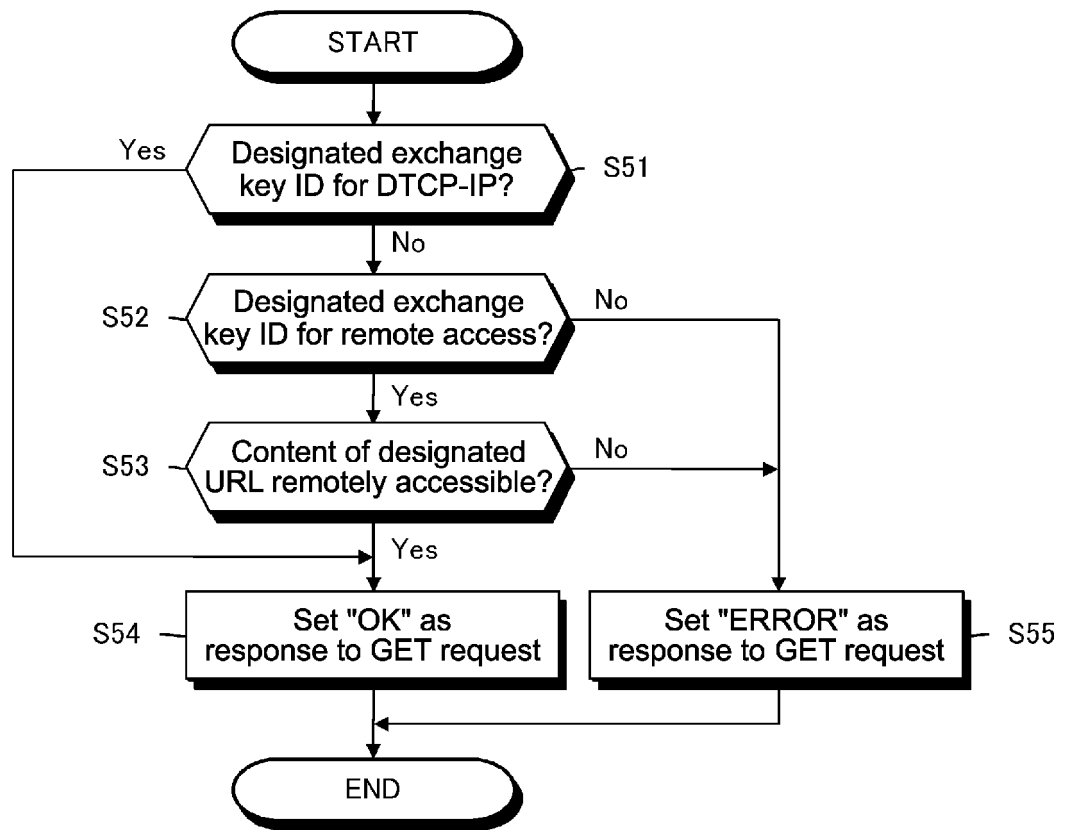 START
Yes
Designated exchange
key ID for DTCP-IP?
S51
No
S52
Designated exchange
key ID for remote access?
No
Yes
S53
Content of designated
URL remotely accessible?
No
Yes
S54
Set "OK" as
response to GET request
Set "ERROR" as
response to GET request
S55
END